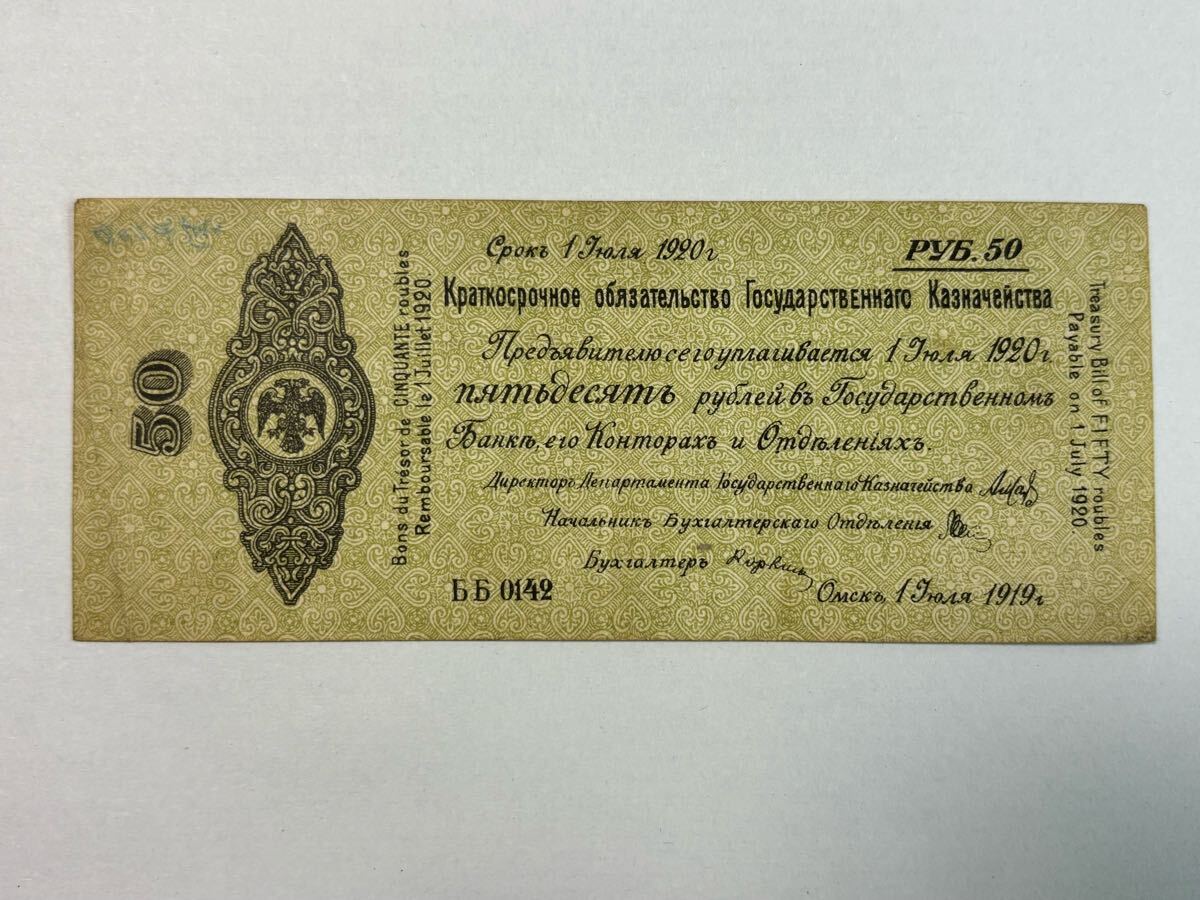 50
Bons du Trésor de CINQUANTE roubles
Remboursable le 1 Juillet 1920
Срокъ 1 Іюля 1920 г.
РУБ. 50
Краткосрочное обязательство Государственнаго Казначейства
Предъявителю сего уплачивается 1 Іюля 1920 г.
пятьдесятъ рублей въ Государственномъ
Банкѣ, его Конторахъ и Отдѣленіяхъ.
Директоръ Департамента Государственнаго Казначейства
Начальникъ Бухгалтерскаго Отдѣленія
Бухгалтеръ
ББ 0142
Омскъ, 1 Іюля 1919 г.
Treasury Bill of FIFTY roubles
Payable on 1 July 1920